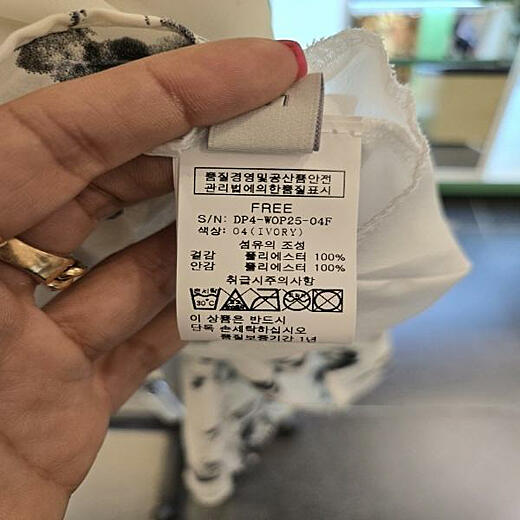 품질경영및공산품안전
관리법에의한품질표시
FREE
S/N: DP4-WOP25-04F
색상: 04(IVORY)
섬유의 조성
겉감 폴리에스터 100%
안감 폴리에스터 100%
취급시주의사항
손세탁
30°C
이 상품은 반드시
단독 손세탁하십시오
품질보증기간 1년